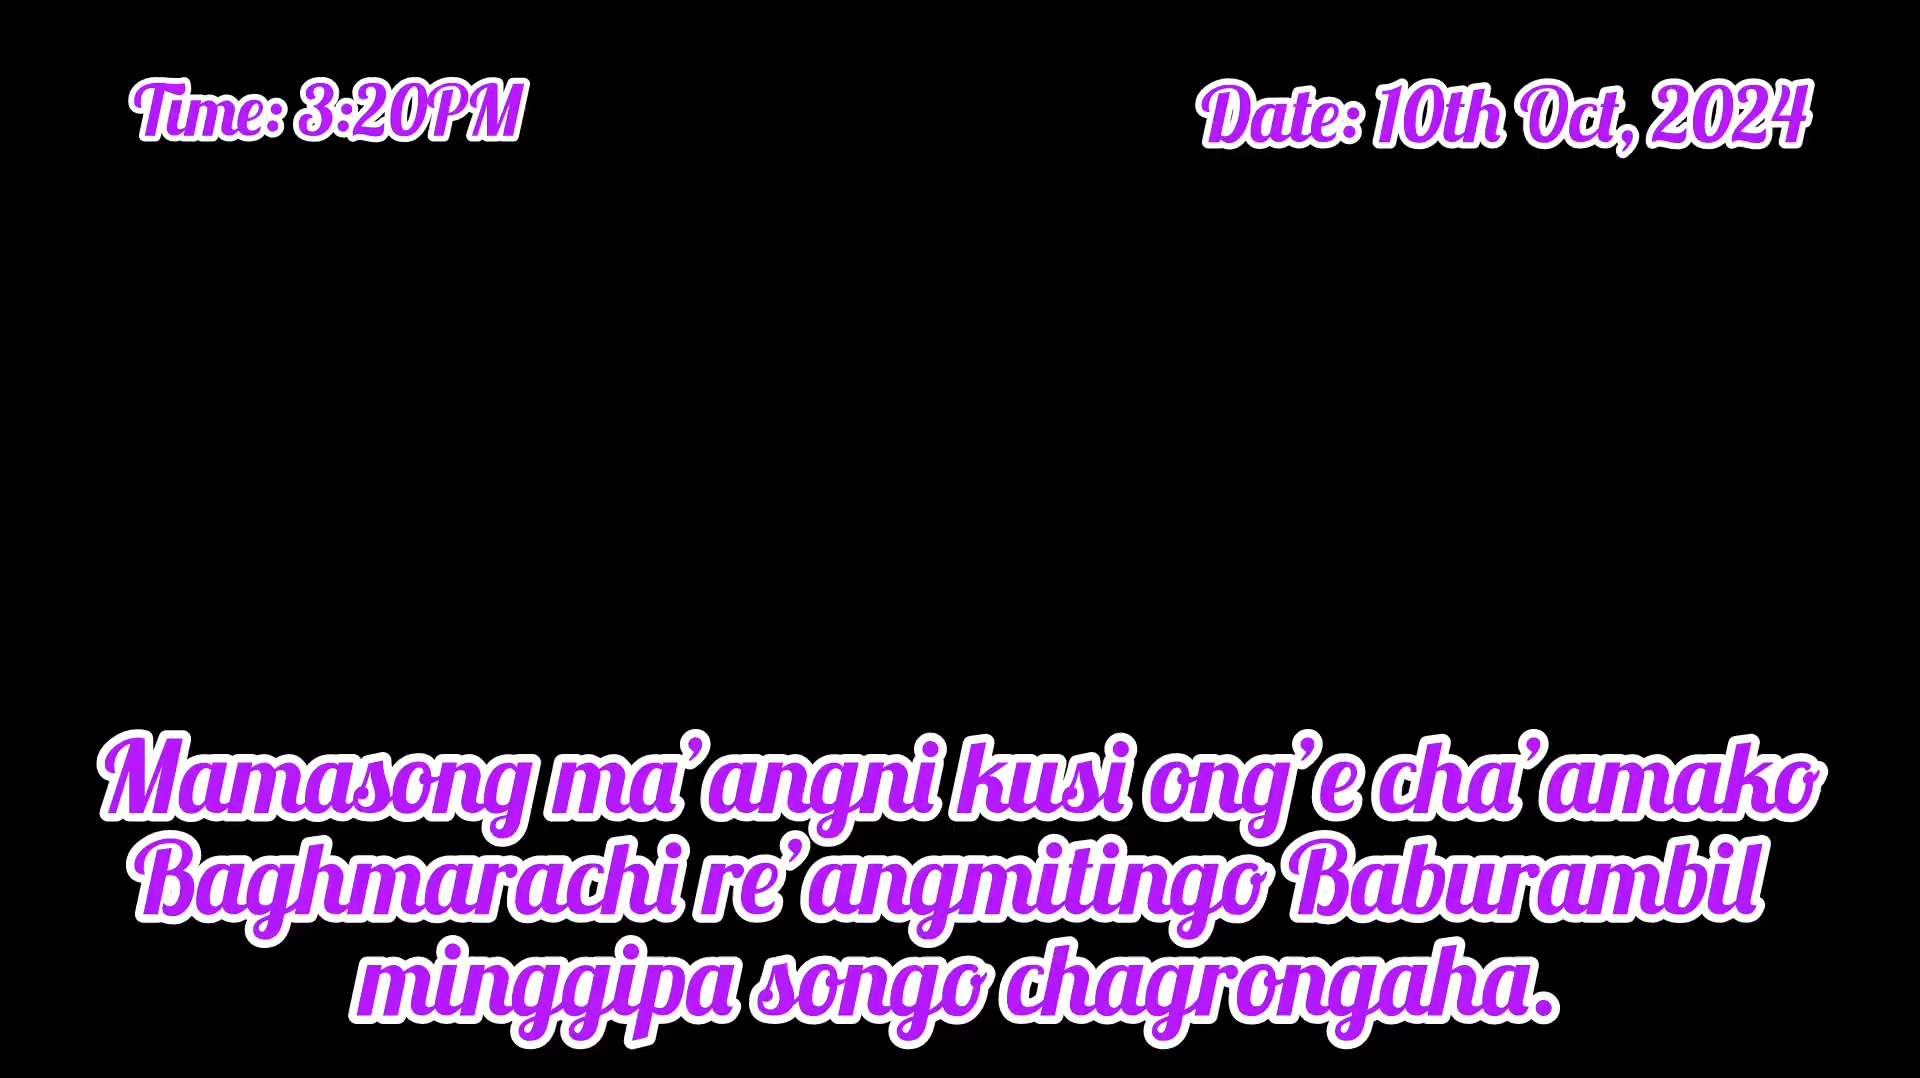 Time: 3:20PM
Date: 10th Oct, 2024
Mamasong ma’angni kusi ong’e cha’amako
Baghmarachi re’angmitingo Baburambil
minggipa songo chagrongaha.